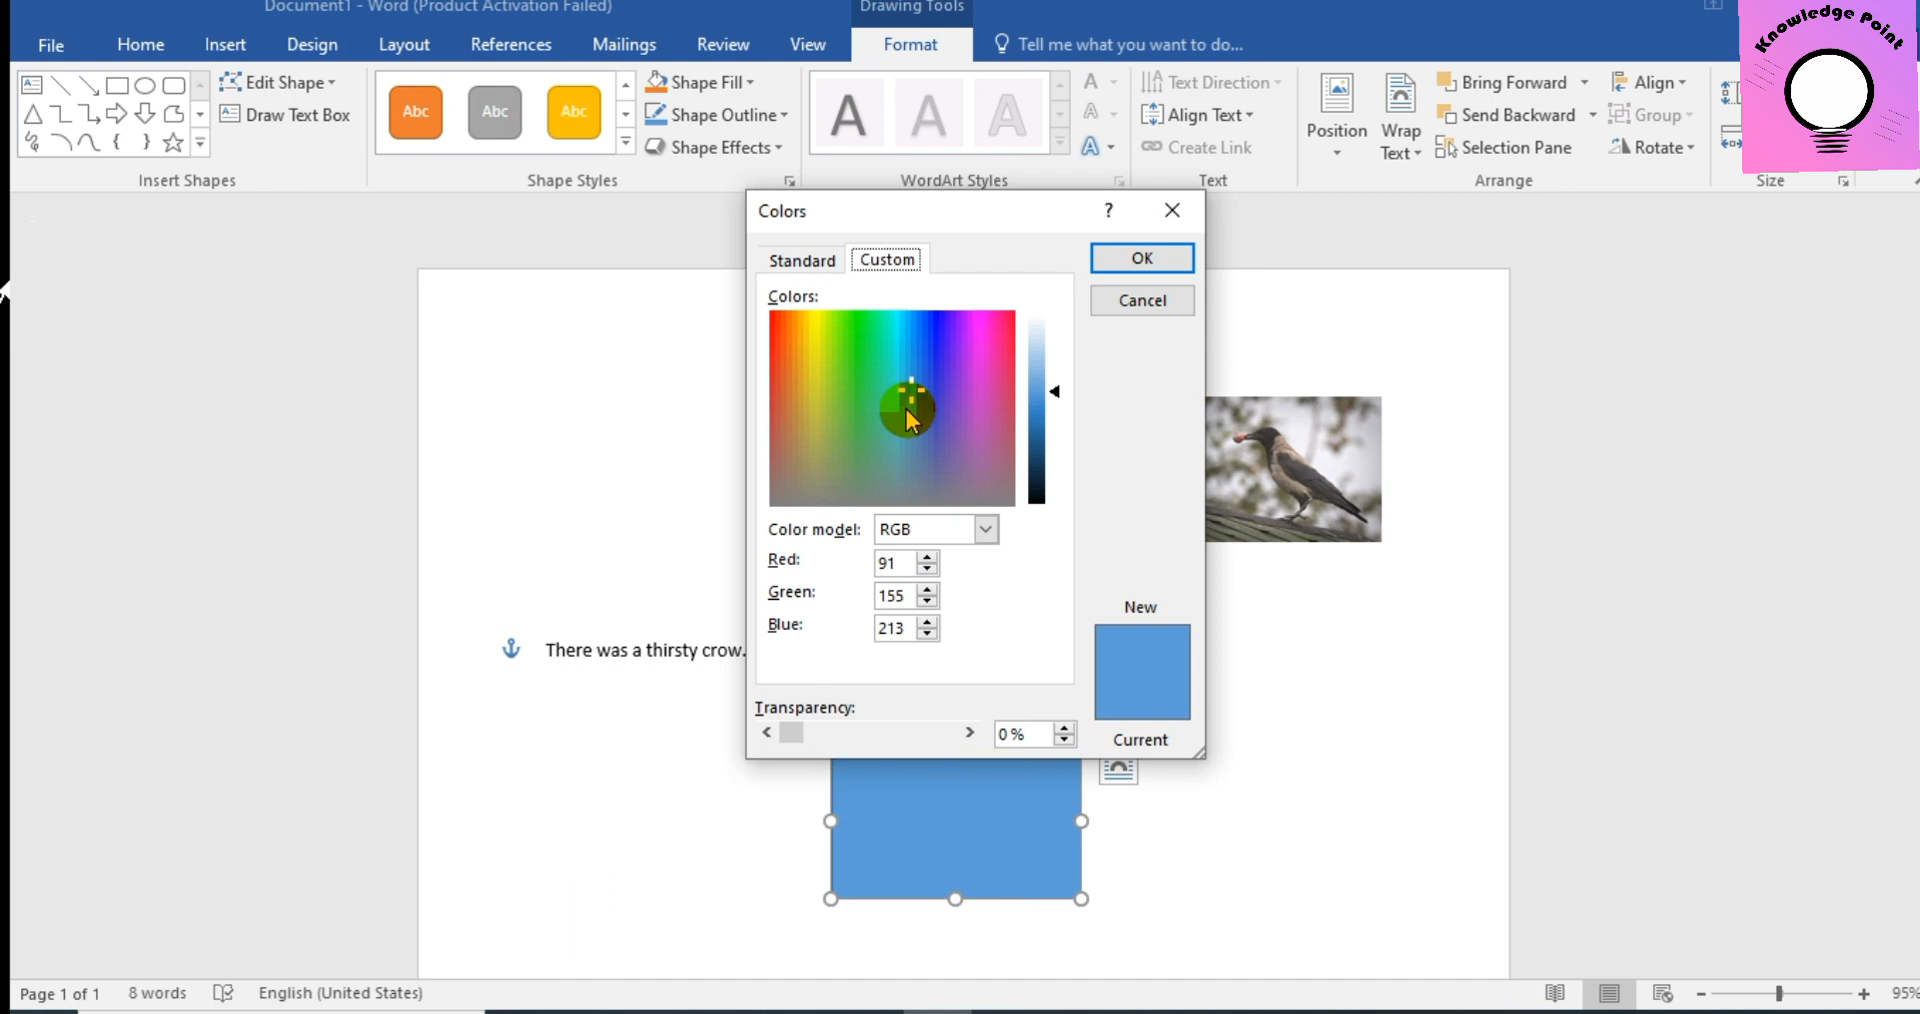 Document1 - Word (Product Activation Failed)
Drawing Tools
Knowledge Point
File Home Insert Design Layout References Mailings Review View Format Tell me what you want to do...
Edit Shape
Draw Text Box
Insert Shapes
Abc Abc Abc
Shape Fill
Shape Outline
Shape Effects
Shape Styles
A A A
A
A
A
WordArt Styles
Text Direction
Align Text
Create Link
Text
Position
Wrap Text
Bring Forward
Send Backward
Selection Pane
Align
Group
Rotate
Arrange
Size
Colors ?
Standard Custom
OK
Cancel
Colors:
Color model: RGB
Red: 91
Green: 155
Blue: 213
Transparency:
0 %
New
Current
There was a thirsty crow.
Page 1 of 1 8 words English (United States) 95%